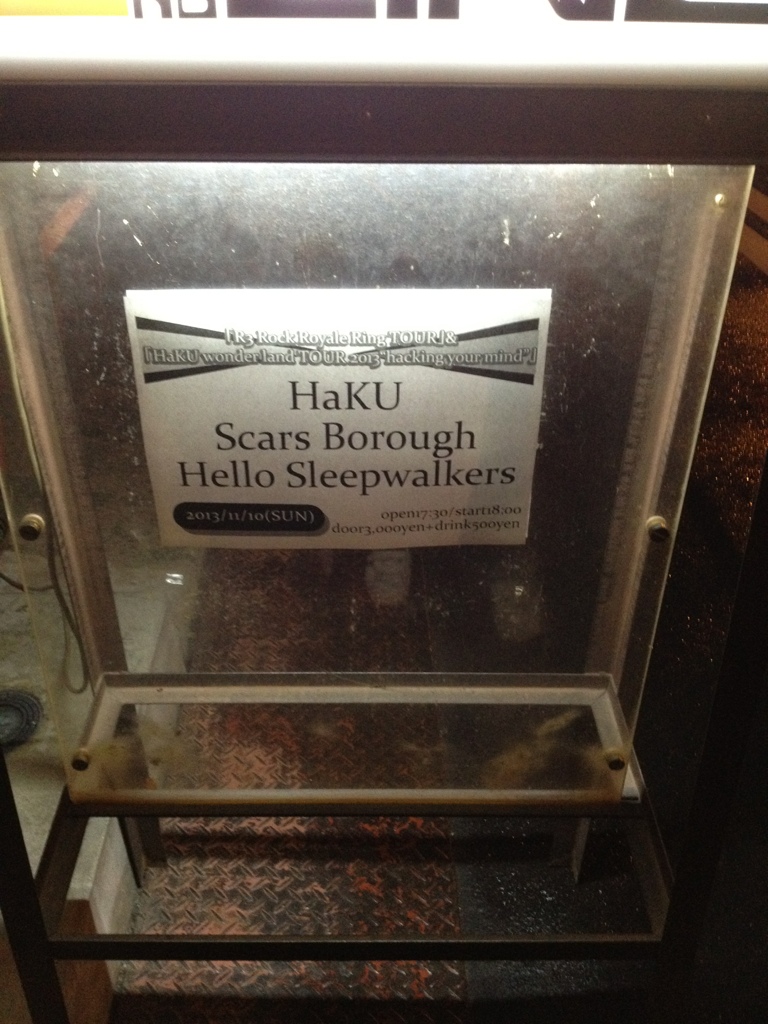 「R3 Rock Royale Ring TOUR」&
「HaKU wonder land TOUR 2013 "hacking your mind"」
HaKU
Scars Borough
Hello Sleepwalkers
2013/11/10(SUN)
open17:30/start18:00
door3,000yen+drink500yen